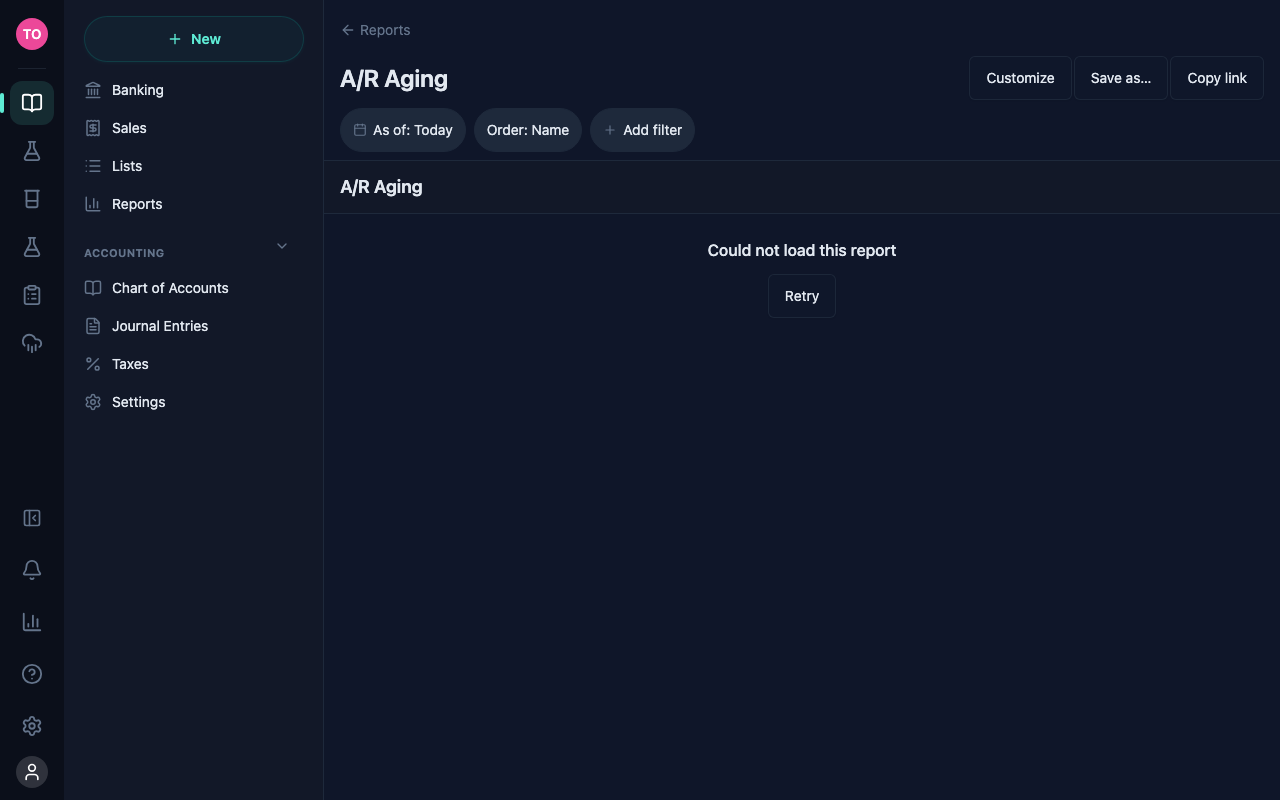 TO
New
Banking
Sales
Lists
Reports
ACCOUNTING
Chart of Accounts
Journal Entries
Taxes
Settings
Reports
A/R Aging
Customize
Save as...
Copy link
As of: Today
Order: Name
Add filter
A/R Aging
Could not load this report
Retry